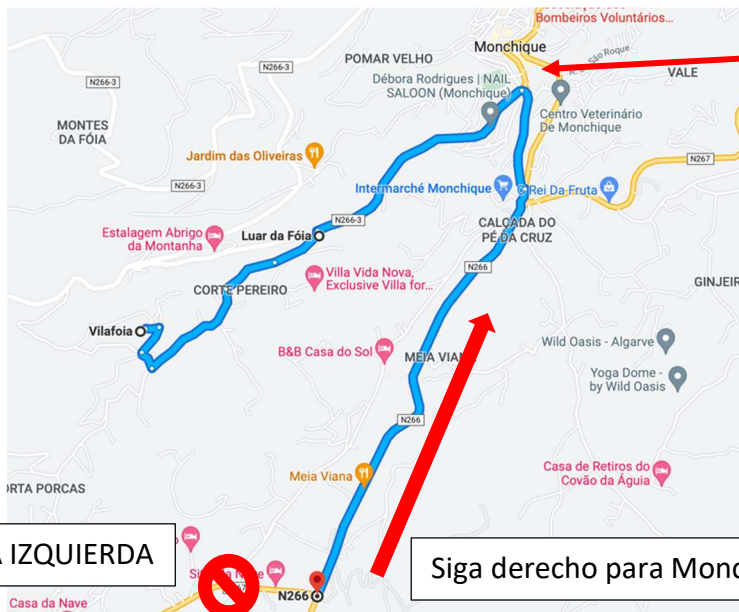 Bombeiros Voluntários...
Monchique
POMAR VELHO
N266-3
Débora Rodrigues | NAIL
SALOON (Monchique)
VALE
Centro Veterinário
De Monchique
MONTES
DA FÓIA
Jardim das Oliveiras
N267
N266-3
Intermarché Monchique
Rei Da Fruta
N266-3
Estalagem Abrigo
da Montanha
Luar da Fóia
CALÇADA DO
PÉ DA CRUZ
N266
Villa Vida Nova,
Exclusive Villa for...
CORTE PEREIRO
GINJEIR
Vilafoia
Wild Oasis - Algarve
B&B Casa do Sol
MEIA VIAN
Yoga Dome -
by Wild Oasis
N266
Meia Viana
Casa de Retiros do
Covão da Águia
ORTA PORCAS
A IZQUIERDA
Siga derecho para Monc
N266
Casa da Nave